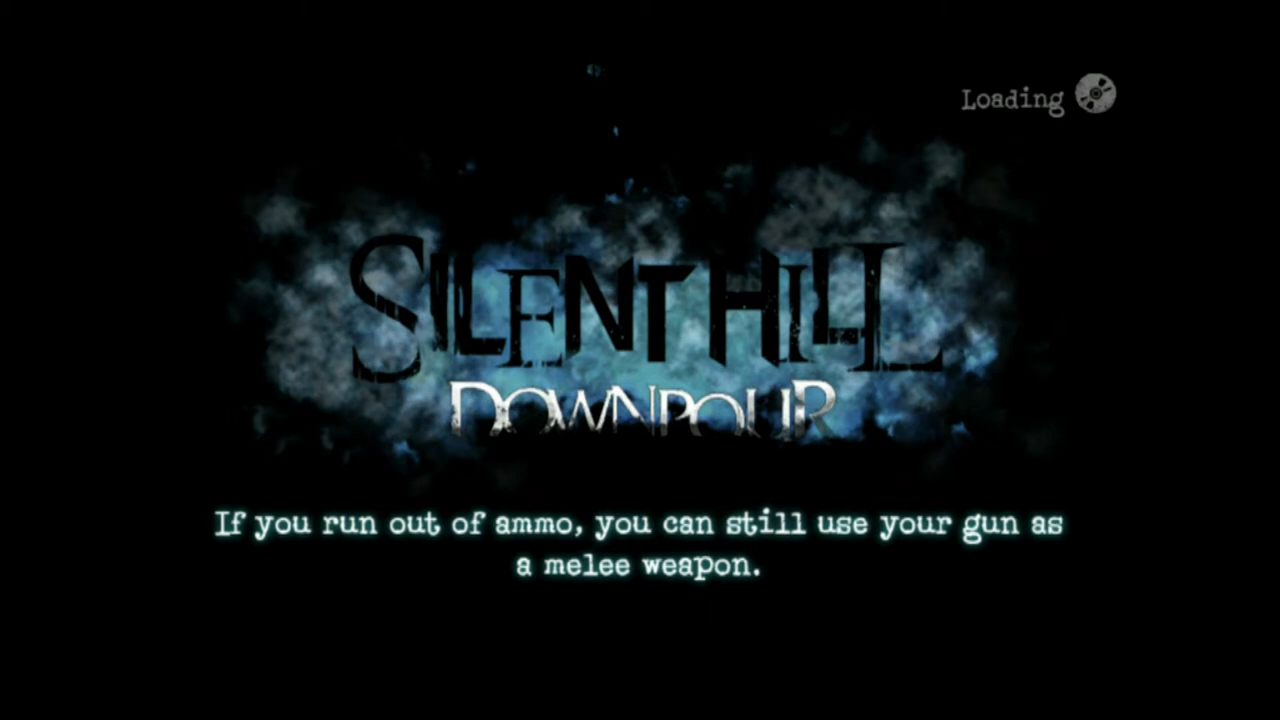 Loading
SILENT HILL
DOWNPOUR
If you run out of ammo, you can still use your gun as
a melee weapon.